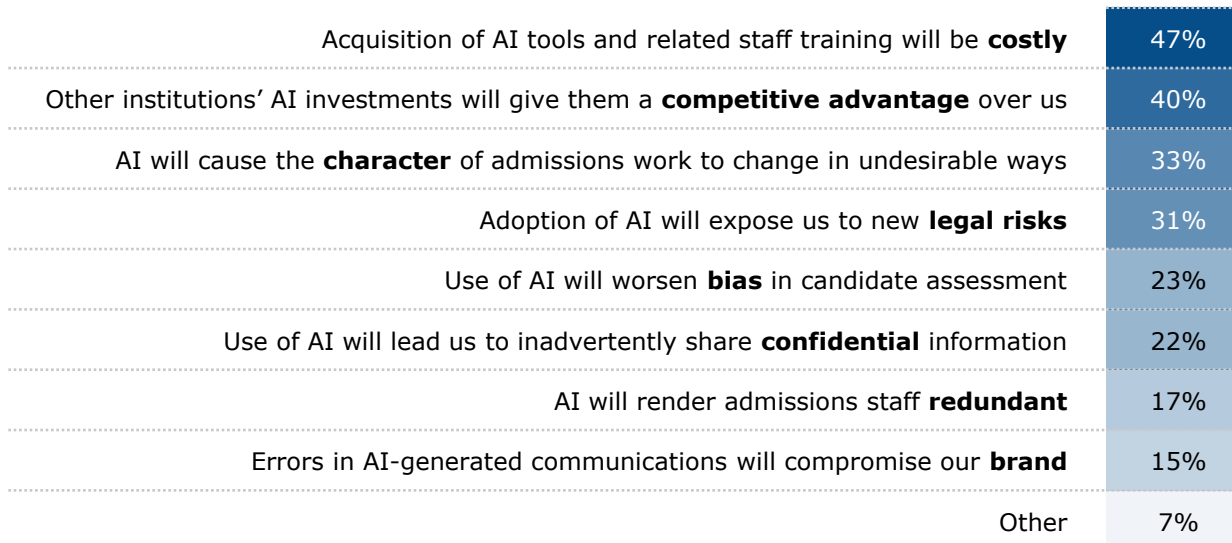 Acquisition of AI tools and related staff training will be costly 47%
Other institutions’ AI investments will give them a competitive advantage over us 40%
AI will cause the character of admissions work to change in undesirable ways 33%
Adoption of AI will expose us to new legal risks 31%
Use of AI will worsen bias in candidate assessment 23%
Use of AI will lead us to inadvertently share confidential information 22%
AI will render admissions staff redundant 17%
Errors in AI-generated communications will compromise our brand 15%
Other 7%